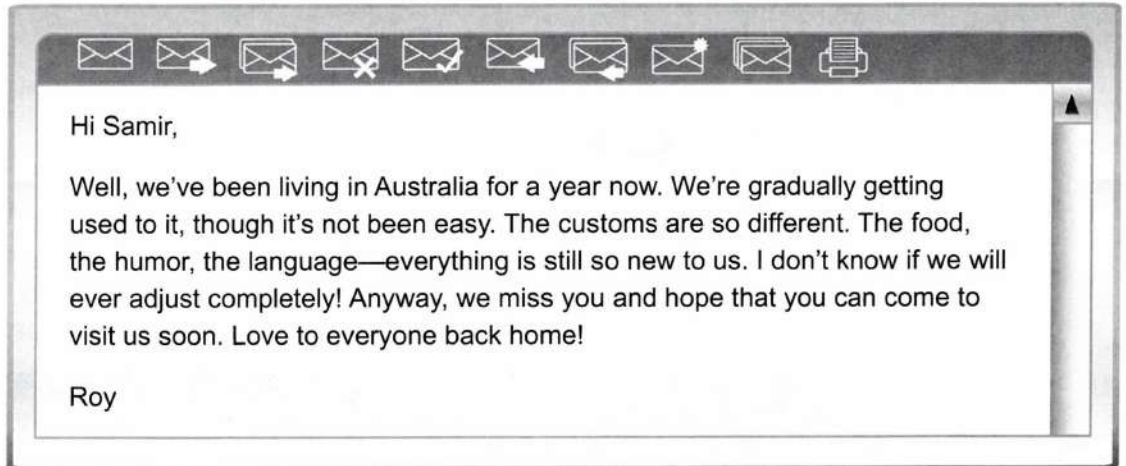 Hi Samir,
Well, we've been living in Australia for a year now. We're gradually getting
used to it, though it's not been easy. The customs are so different. The food,
the humor, the language—everything is still so new to us. I don't know if we will
ever adjust completely! Anyway, we miss you and hope that you can come to
visit us soon. Love to everyone back home!
Roy